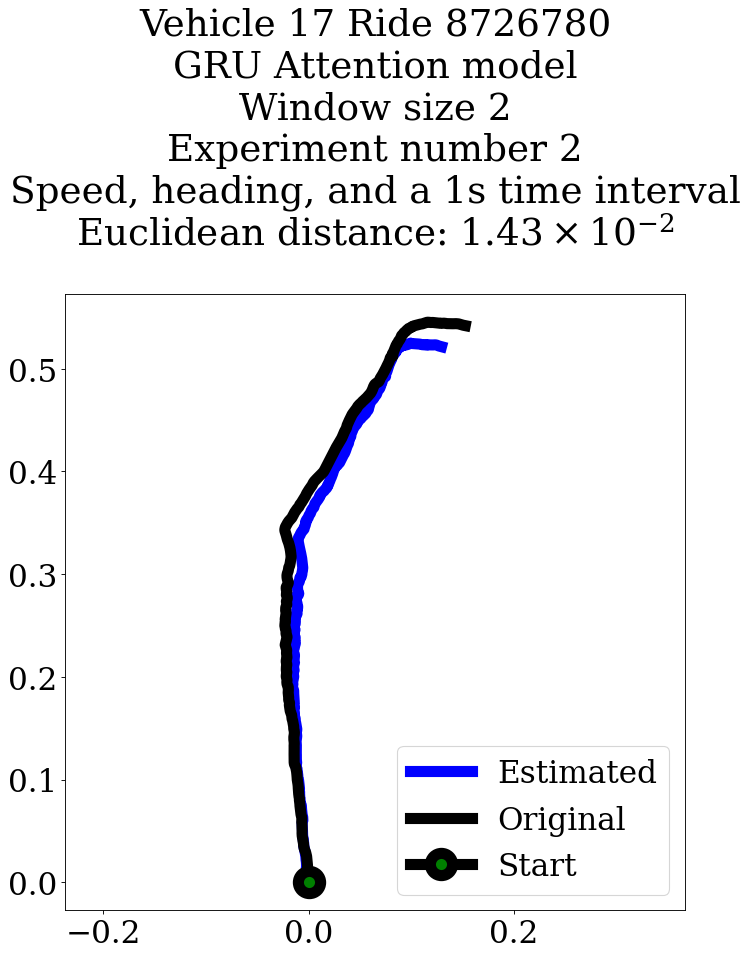 Vehicle 17 Ride 8726780
GRU Attention model
Window size 2
Experiment number 2
Speed, heading, and a 1s time interval
Euclidean distance: 1.43 × 10⁻²
0.5
0.4
0.3
0.2
0.1
0.0
Estimated
Original
Start
−0.2
0.0
0.2